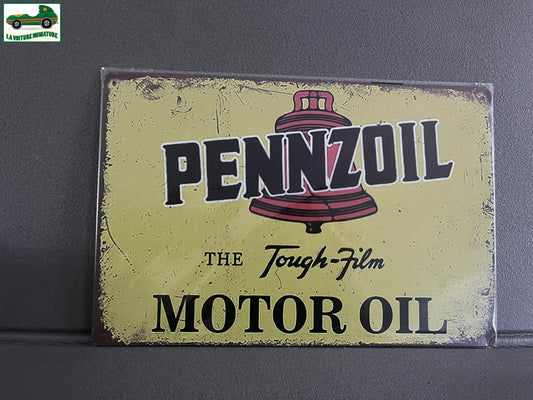 LA VOITURE MINIATURE
PENNZOIL
THE Tough-Film
MOTOR OIL